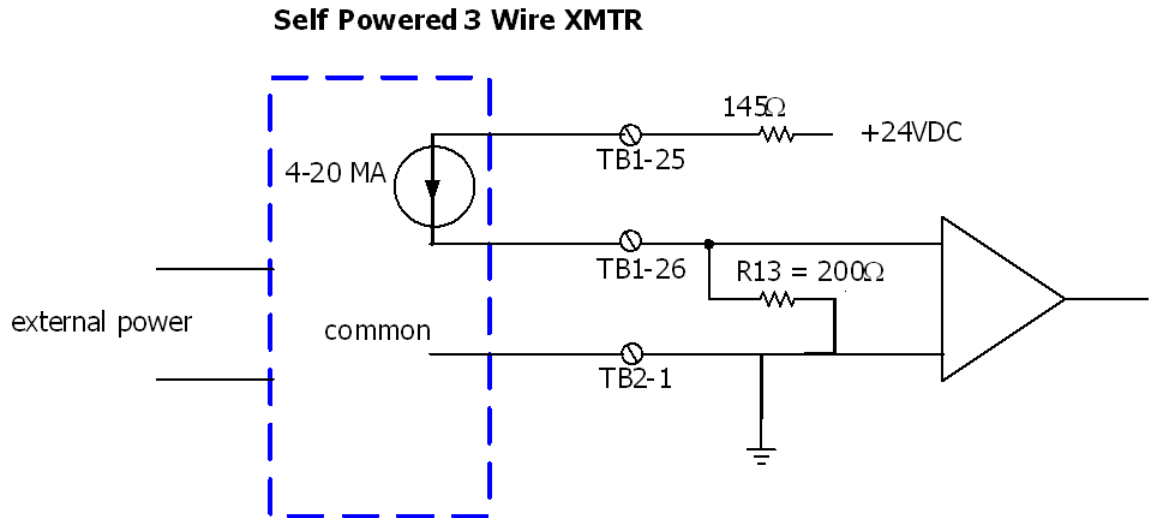 Self Powered 3 Wire XMTR
145Ω
+24VDC
TB1-25
4-20 MA
TB1-26
R13 = 200Ω
external power
common
TB2-1